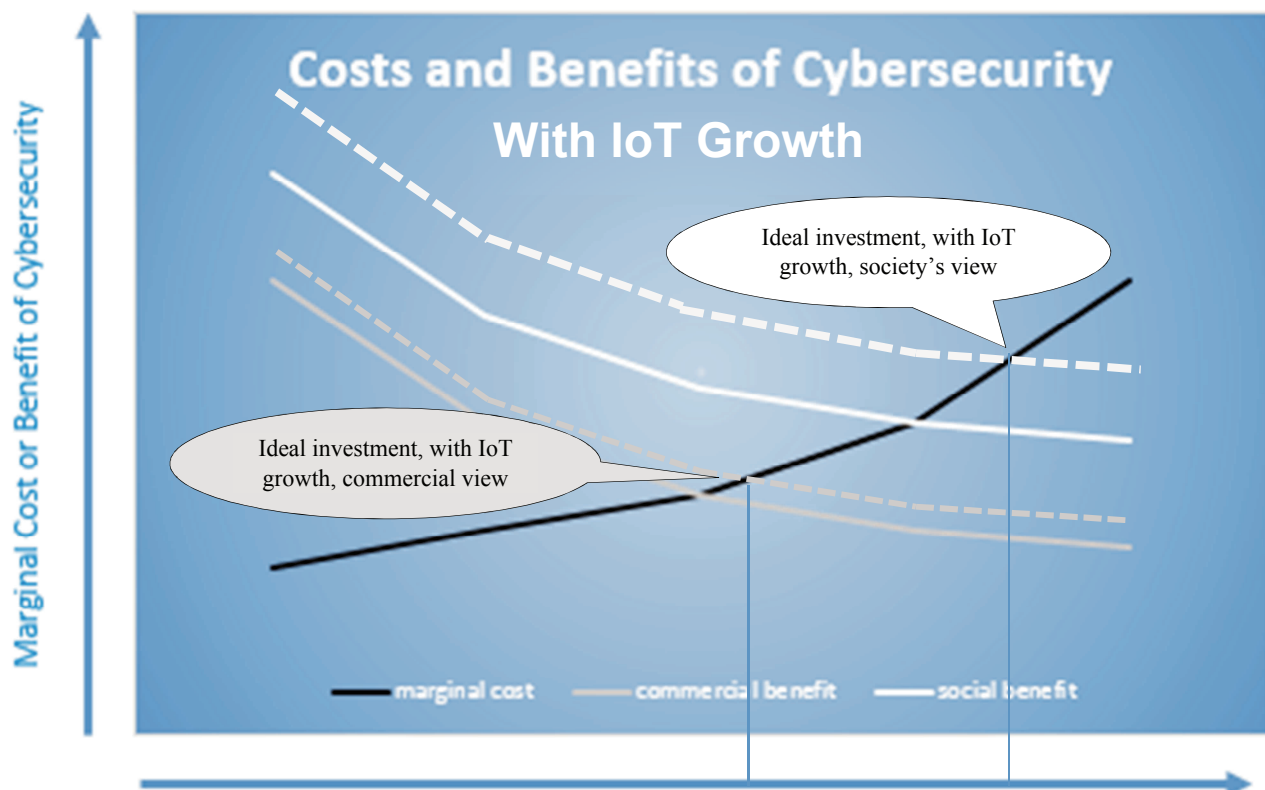 Costs and Benefits of Cybersecurity
With IoT Growth
Marginal Cost or Benefit of Cybersecurity
Ideal investment, with IoT
growth, society’s view
Ideal investment, with IoT
growth, commercial view
marginal cost
commercial benefit
social benefit